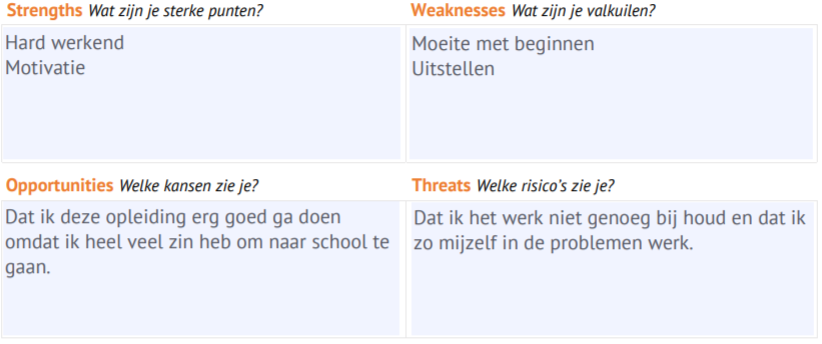 Strengths Wat zijn je sterke punten?
Weaknesses Wat zijn je valkuilen?
Hard werkend
Motivatie
Moeite met beginnen
Uitstellen
Opportunities Welke kansen zie je?
Threats Welke risico's zie je?
Dat ik deze opleiding erg goed ga doen
omdat ik heel veel zin heb om naar school te
gaan.
Dat ik het werk niet genoeg bij houd en dat ik
zo mijzelf in de problemen werk.